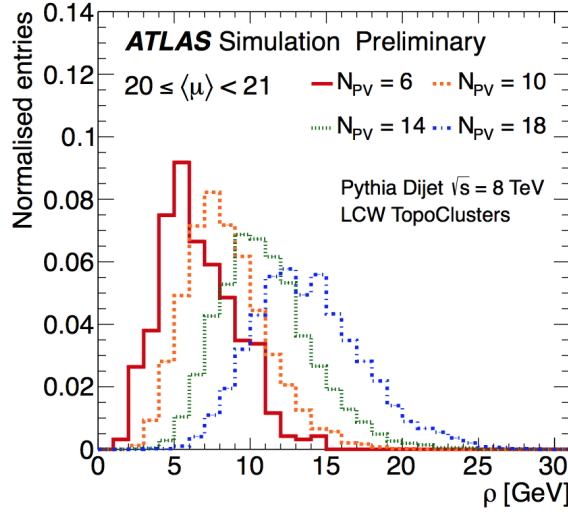 ATLAS Simulation Preliminary
20 ≤ ⟨μ⟩ < 21
N_PV = 6
N_PV = 10
N_PV = 14
N_PV = 18
Pythia Dijet √s = 8 TeV
LCW TopoClusters
Normalised entries
0.14
0.12
0.1
0.08
0.06
0.04
0.02
0
0 5 10 15 20 25 30
ρ [GeV]